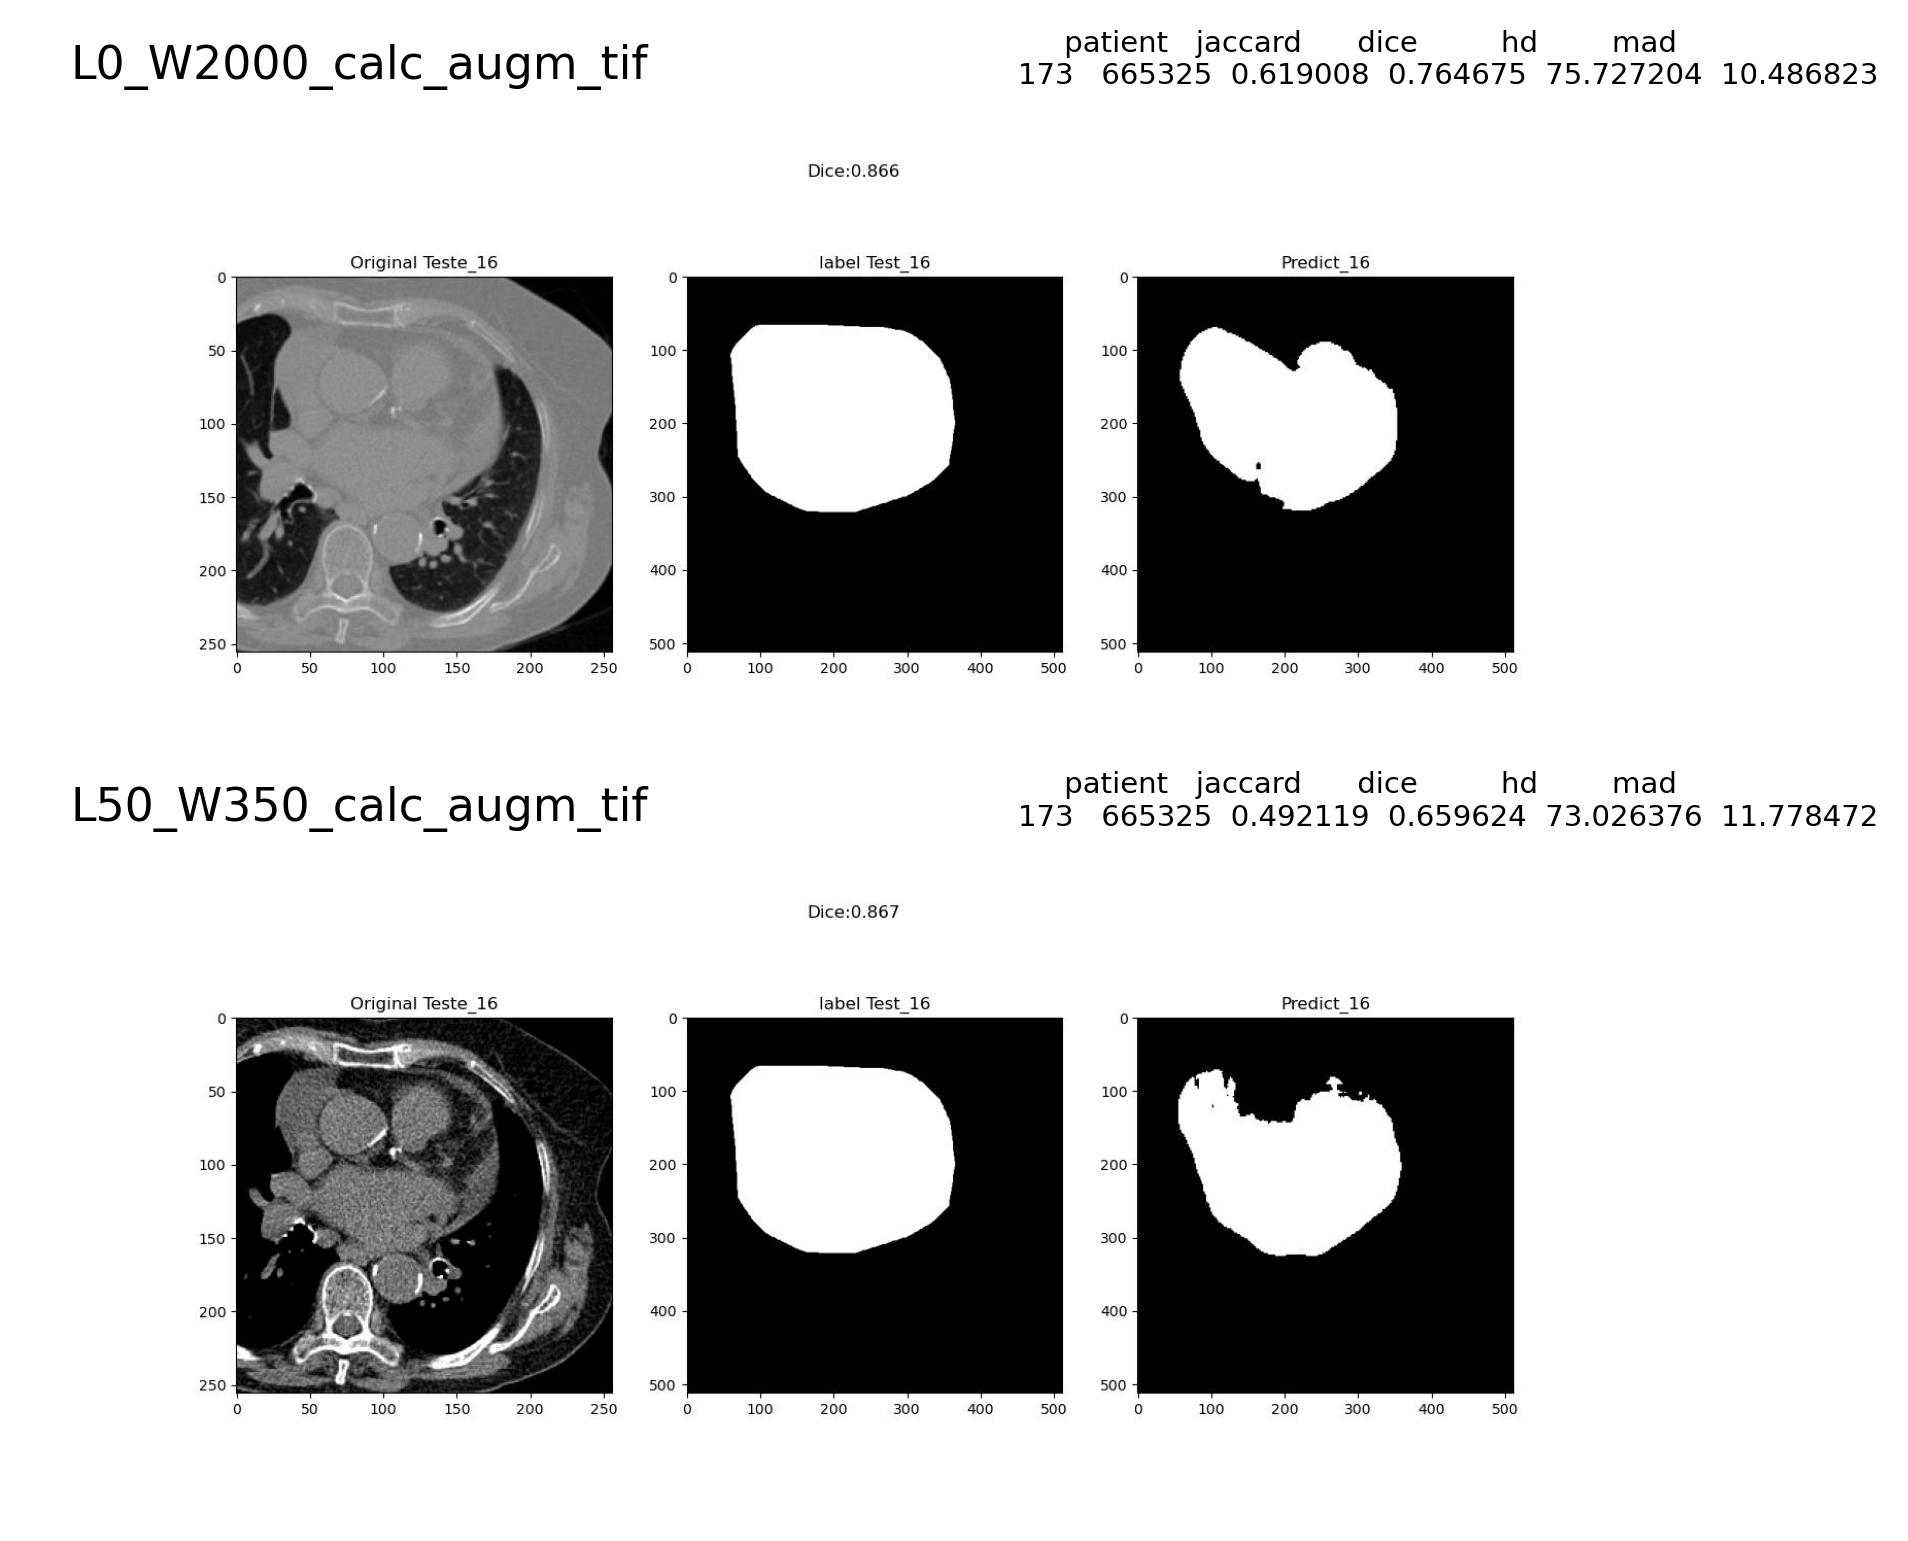 L0_W2000_calc_augm_tif
patient jaccard dice hd mad
173 665325 0.619008 0.764675 75.727204 10.486823
Dice:0.866
Original Teste_16
0
50
100
150
200
250
0 50 100 150 200 250
label Test_16
0
100
200
300
400
500
0 100 200 300 400 500
Predict_16
0
100
200
300
400
500
0 100 200 300 400 500
L50_W350_calc_augm_tif
patient jaccard dice hd mad
173 665325 0.492119 0.659624 73.026376 11.778472
Dice:0.867
Original Teste_16
0
50
100
150
200
250
0 50 100 150 200 250
label Test_16
0
100
200
300
400
500
0 100 200 300 400 500
Predict_16
0
100
200
300
400
500
0 100 200 300 400 500